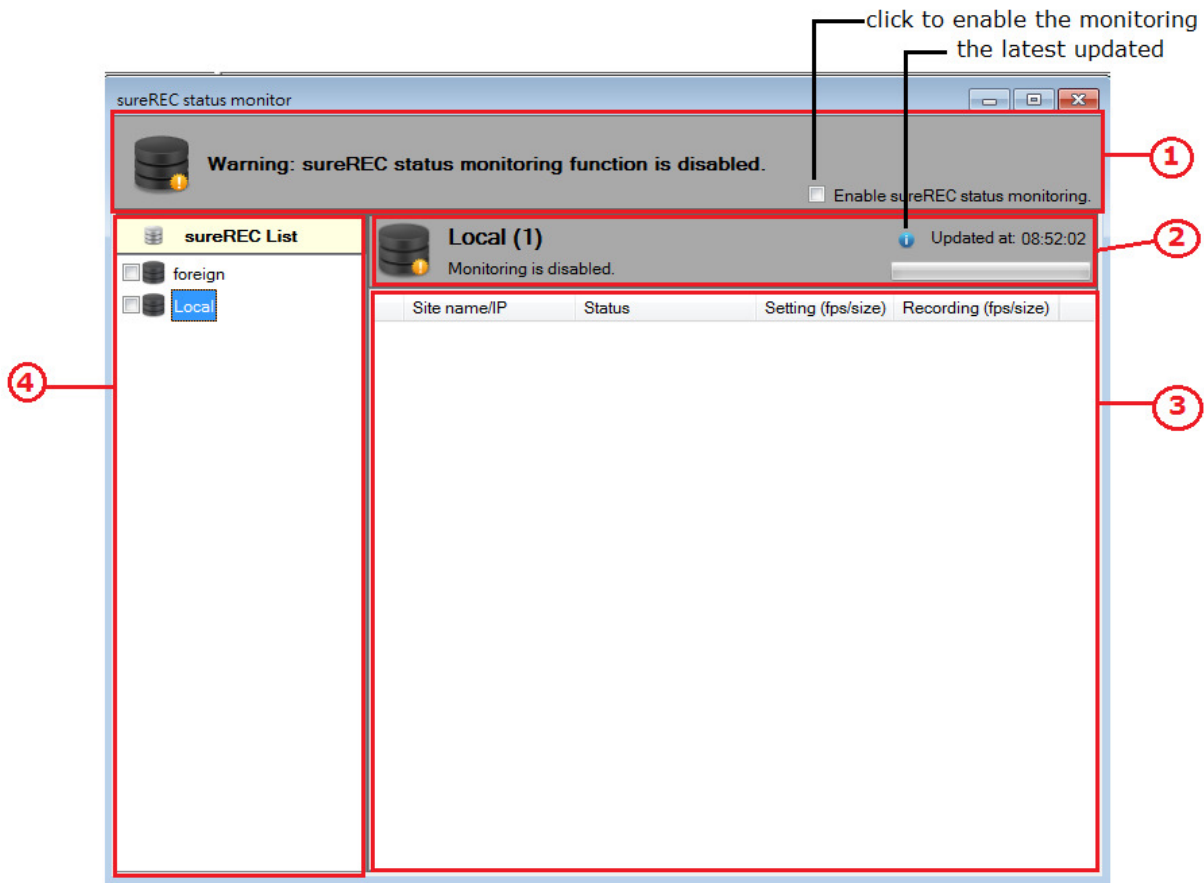 click to enable the monitoring
the latest updated
sureREC status monitor
Warning: sureREC status monitoring function is disabled.
1
Enable sureREC status monitoring.
sureREC List
Local (1)
Updated at: 08:52:02
2
Monitoring is disabled.
foreign
Local
Site name/IP Status Setting (fps/size) Recording (fps/size)
4
3